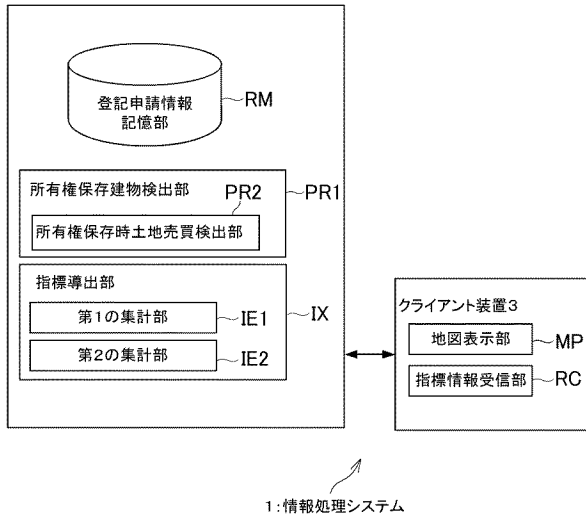 登記申請情報
記憶部
RM
所有権保存建物検出部
PR2
PR1
所有権保存時土地売買検出部
指標導出部
第1の集計部
IE1
IX
第2の集計部
IE2
クライアント装置3
地図表示部
MP
指標情報受信部
RC
1:情報処理システム